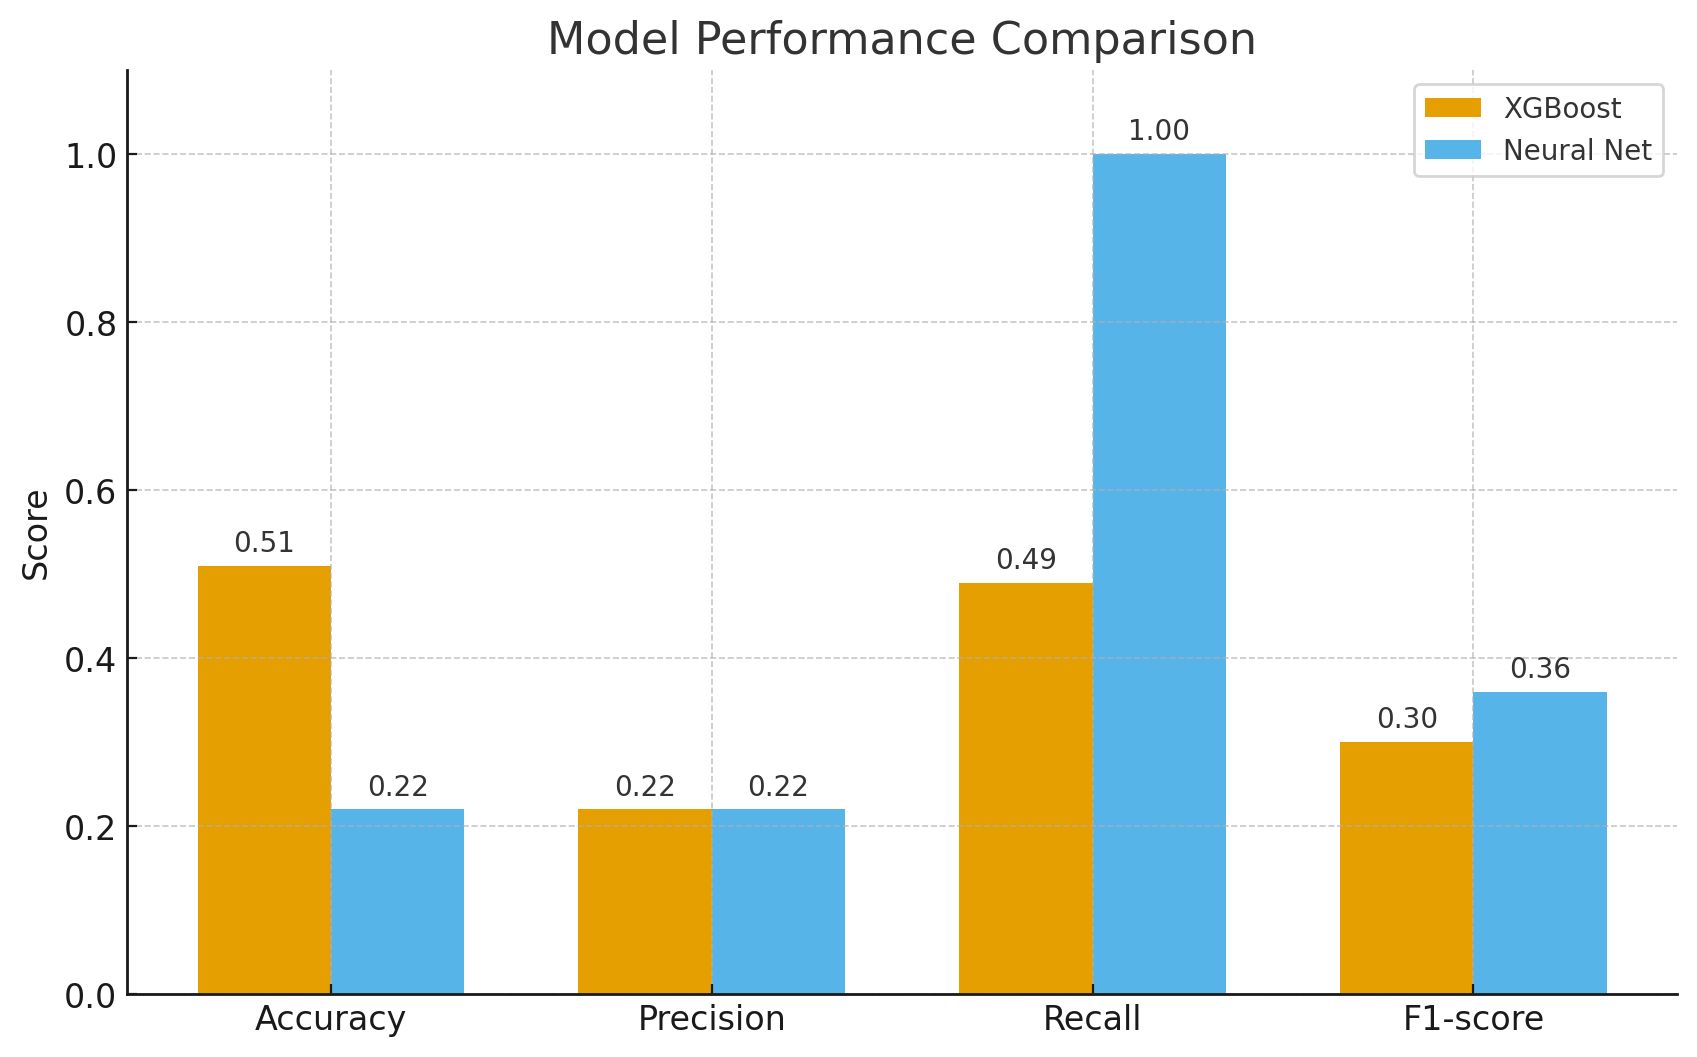 Model Performance Comparison
XGBoost
Neural Net
Score
1.0
0.8
0.6
0.4
0.2
0.0
0.51
0.22
0.22
0.22
0.49
1.00
0.30
0.36
Accuracy
Precision
Recall
F1-score